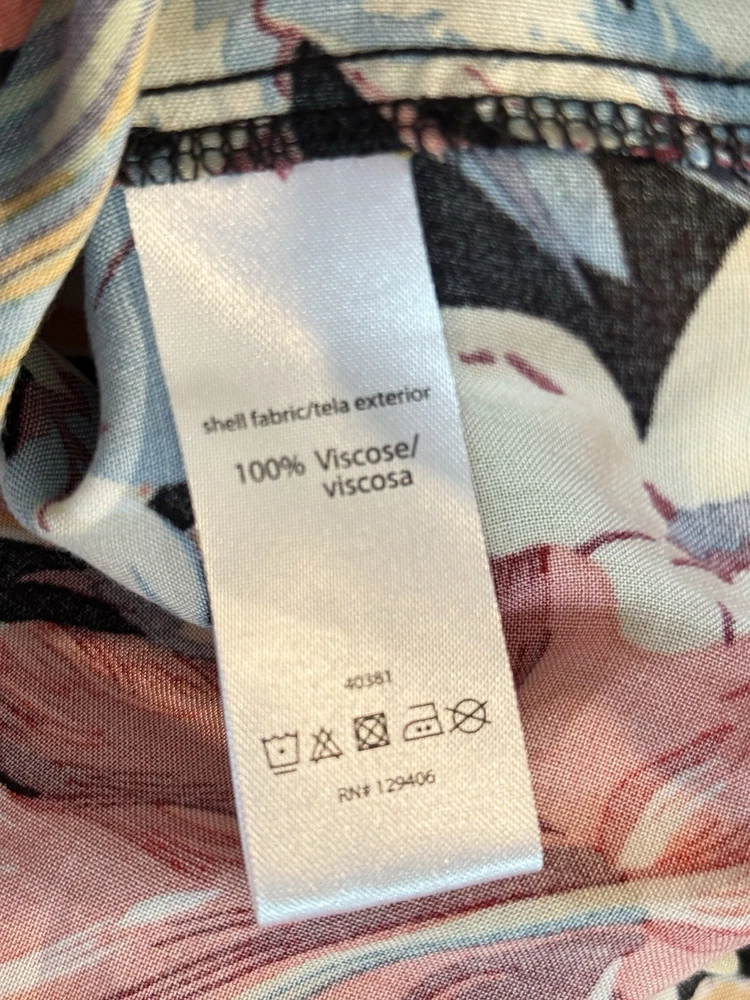 shell fabric/tela exterior
100% Viscose/
viscosa
40381
RN# 129406